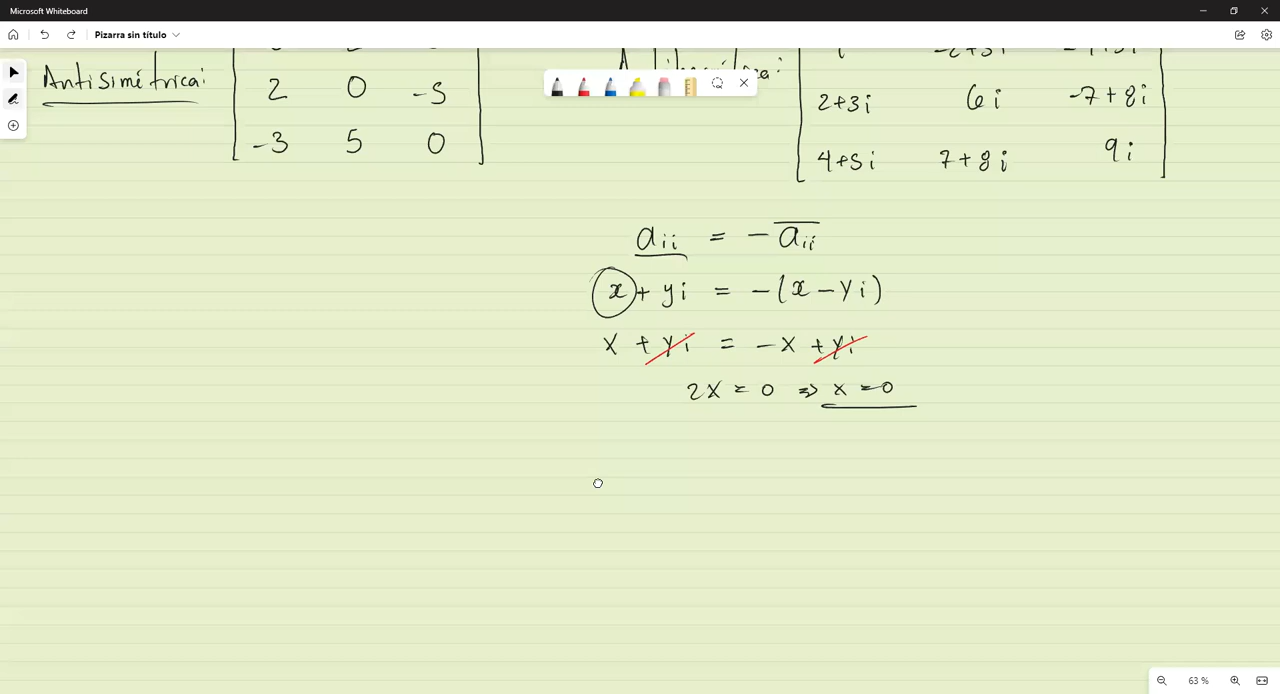 Microsoft Whiteboard
Pizarra sin título
Antisimétrica:
2 0 -5
-3 5 0
2+3i 6i -7+8i
4+5i 7+8i 9i
aii = - aii
x + yi = -(x - yi)
x + yi = -x + yi
2x = 0 ⇒ x = 0
63 %